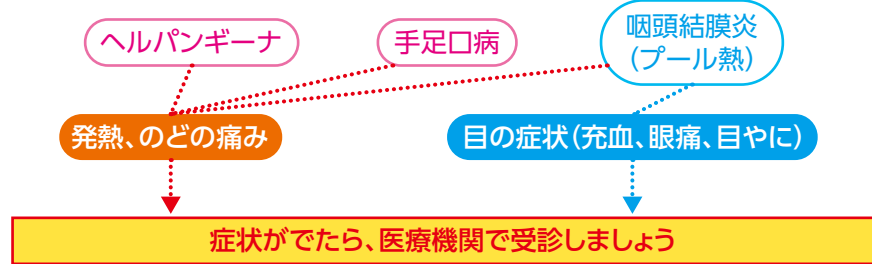 ヘルパンギーナ
手足口病
咽頭結膜炎
（プール熱）
発熱、のどの痛み
目の症状（充血、眼痛、目やに）
症状がでたら、医療機関で受診しましょう